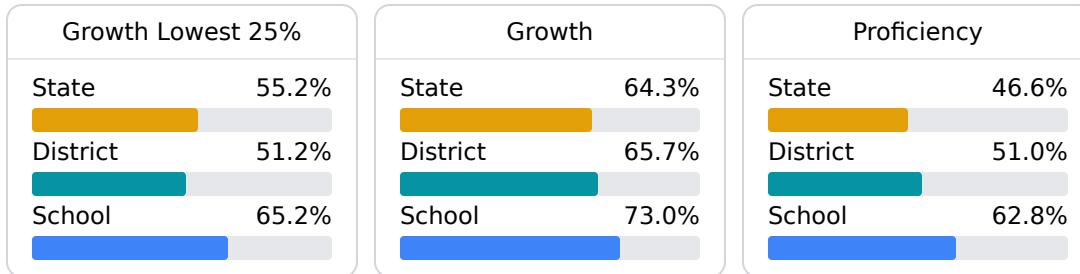 Growth Lowest 25%
State 55.2%
District 51.2%
School 65.2%
Growth
State 64.3%
District 65.7%
School 73.0%
Proficiency
State 46.6%
District 51.0%
School 62.8%